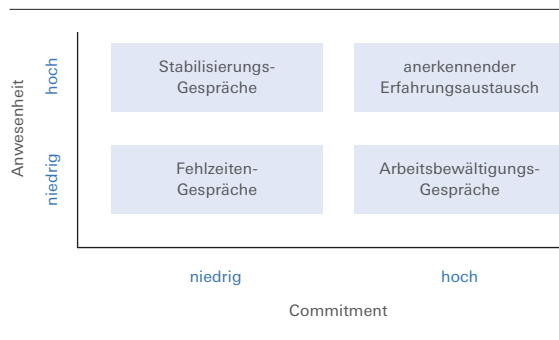 Anwesenheit
hoch
Stabilisierungs-
Gespräche
anerkennender
Erfahrungsaustausch
niedrig
Fehlzeiten-
Gespräche
Arbeitsbewältigungs-
Gespräche
niedrig
hoch
Commitment